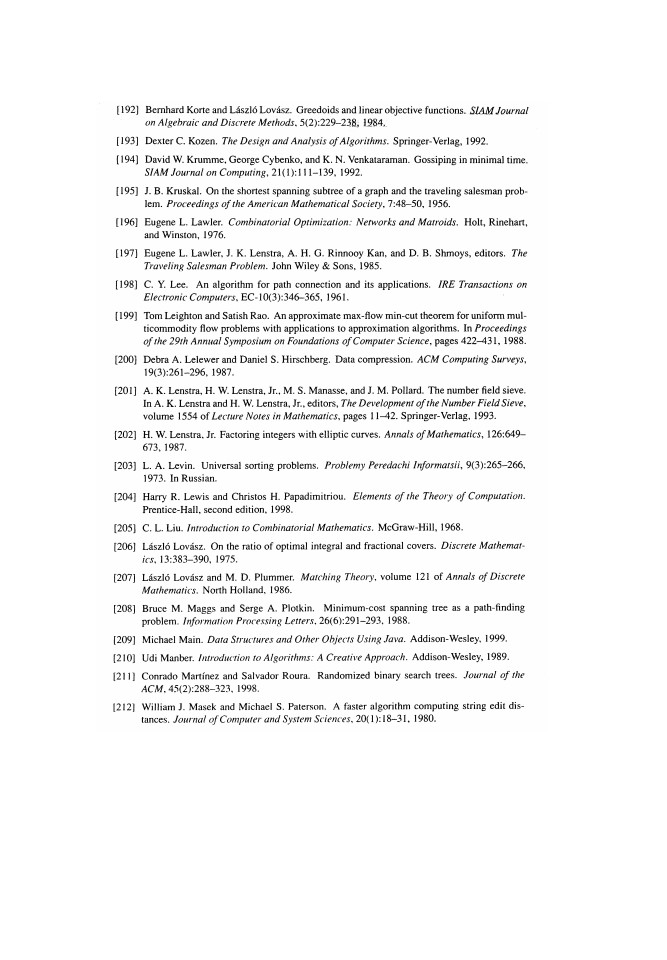 [192] Bernhard Korte and László Lovász. Greedoids and linear objective functions. SIAM Journal
on Algebraic and Discrete Methods, 5(2):229–238, 1984.
[193] Dexter C. Kozen. The Design and Analysis of Algorithms. Springer-Verlag, 1992.
[194] David W. Krumme, George Cybenko, and K. N. Venkataraman. Gossiping in minimal time.
SIAM Journal on Computing, 21(1):111–139, 1992.
[195] J. B. Kruskal. On the shortest spanning subtree of a graph and the traveling salesman prob-
lem. Proceedings of the American Mathematical Society, 7:48–50, 1956.
[196] Eugene L. Lawler. Combinatorial Optimization: Networks and Matroids. Holt, Rinehart,
and Winston, 1976.
[197] Eugene L. Lawler, J. K. Lenstra, A. H. G. Rinnooy Kan, and D. B. Shmoys, editors. The
Traveling Salesman Problem. John Wiley & Sons, 1985.
[198] C. Y. Lee. An algorithm for path connection and its applications. IRE Transactions on
Electronic Computers, EC-10(3):346–365, 1961.
[199] Tom Leighton and Satish Rao. An approximate max-flow min-cut theorem for uniform mul-
ticommodity flow problems with applications to approximation algorithms. In Proceedings
of the 29th Annual Symposium on Foundations of Computer Science, pages 422–431, 1988.
[200] Debra A. Lelewer and Daniel S. Hirschberg. Data compression. ACM Computing Surveys,
19(3):261–296, 1987.
[201] A. K. Lenstra, H. W. Lenstra, Jr., M. S. Manasse, and J. M. Pollard. The number field sieve.
In A. K. Lenstra and H. W. Lenstra, Jr., editors, The Development of the Number Field Sieve,
volume 1554 of Lecture Notes in Mathematics, pages 11–42. Springer-Verlag, 1993.
[202] H. W. Lenstra, Jr. Factoring integers with elliptic curves. Annals of Mathematics, 126:649–
673, 1987.
[203] L. A. Levin. Universal sorting problems. Problemy Peredachi Informatsii, 9(3):265–266,
1973. In Russian.
[204] Harry R. Lewis and Christos H. Papadimitriou. Elements of the Theory of Computation.
Prentice-Hall, second edition, 1998.
[205] C. L. Liu. Introduction to Combinatorial Mathematics. McGraw-Hill, 1968.
[206] László Lovász. On the ratio of optimal integral and fractional covers. Discrete Mathemat-
ics, 13:383–390, 1975.
[207] László Lovász and M. D. Plummer. Matching Theory, volume 121 of Annals of Discrete
Mathematics. North Holland, 1986.
[208] Bruce M. Maggs and Serge A. Plotkin. Minimum-cost spanning tree as a path-finding
problem. Information Processing Letters, 26(6):291–293, 1988.
[209] Michael Main. Data Structures and Other Objects Using Java. Addison-Wesley, 1999.
[210] Udi Manber. Introduction to Algorithms: A Creative Approach. Addison-Wesley, 1989.
[211] Conrado Martínez and Salvador Roura. Randomized binary search trees. Journal of the
ACM, 45(2):288–323, 1998.
[212] William J. Masek and Michael S. Paterson. A faster algorithm computing string edit dis-
tances. Journal of Computer and System Sciences, 20(1):18–31, 1980.